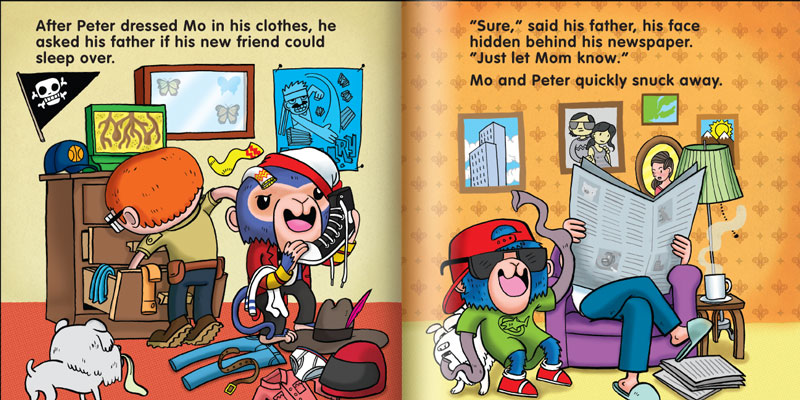 After Peter dressed Mo in his clothes, he
asked his father if his new friend could
sleep over.
“Sure,” said his father, his face
hidden behind his newspaper.
“Just let Mom know.”
Mo and Peter quickly snuck away.